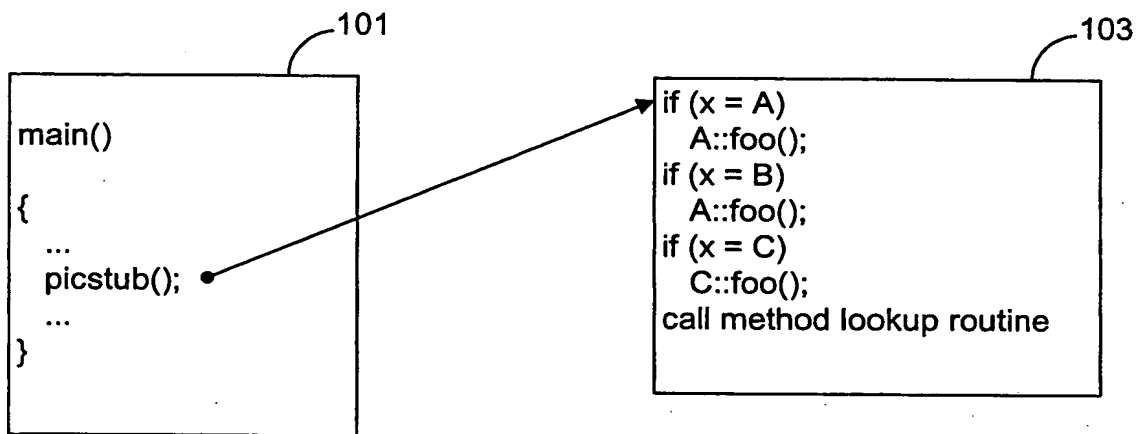 101
main()
{
...
picstub();
...
}
103
if (x = A)
A::foo();
if (x = B)
A::foo();
if (x = C)
C::foo();
call method lookup routine